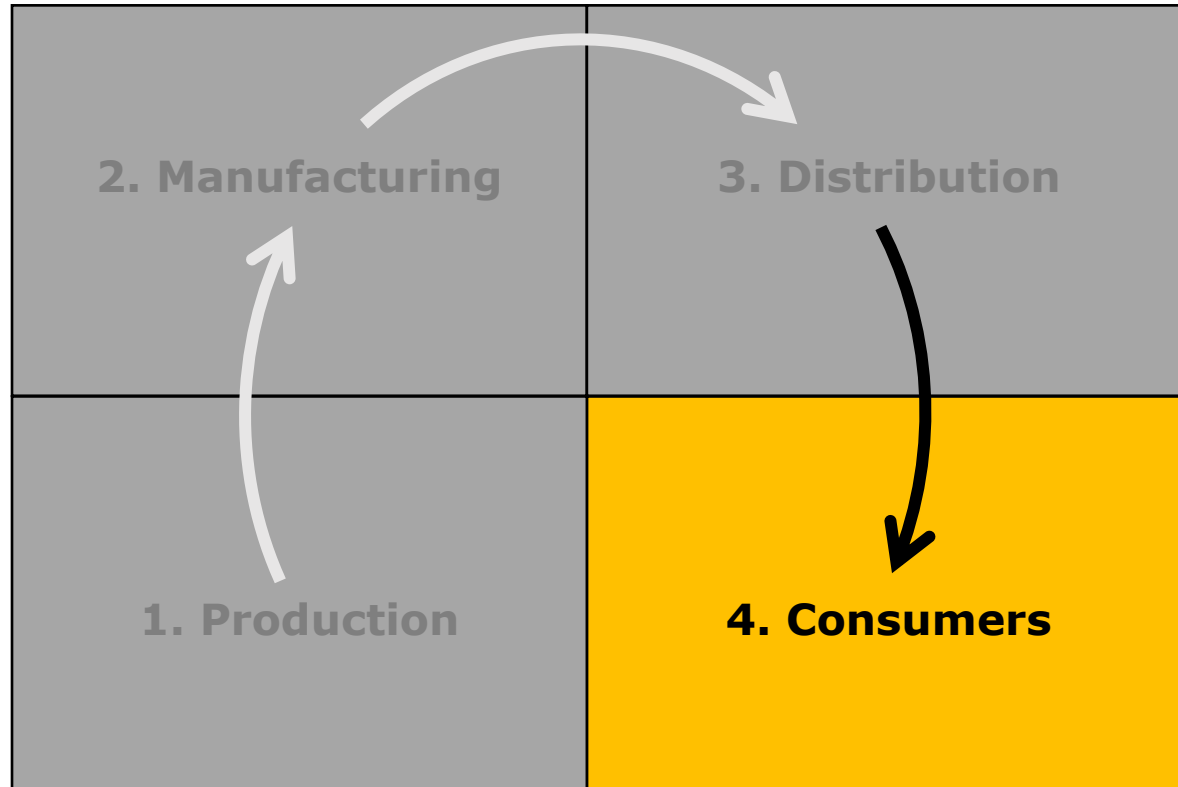 2. Manufacturing
3. Distribution
1. Production
4. Consumers